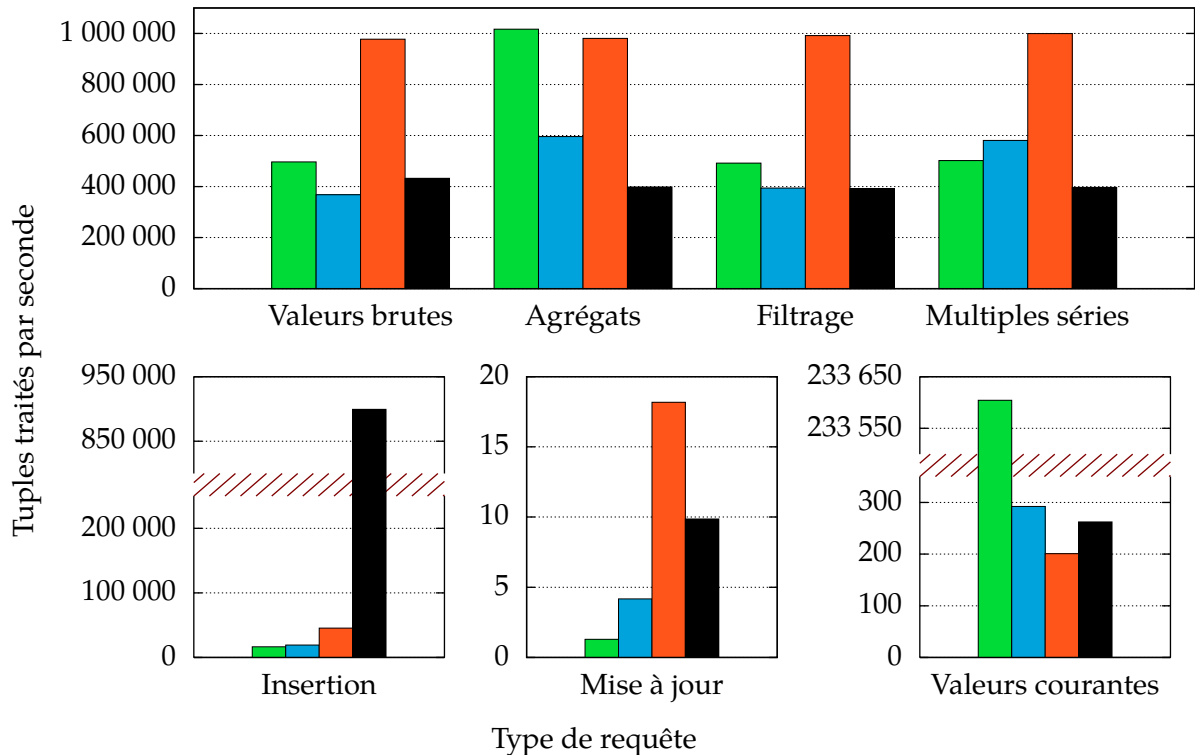 1 000 000
800 000
600 000
400 000
200 000
0
Valeurs brutes
Agrégats
Filtrage
Multiples séries
Tuples traités par seconde
950 000
850 000
200 000
100 000
0
Insertion
20
15
10
5
0
Mise à jour
233 650
233 550
300
200
100
0
Valeurs courantes
Type de requête